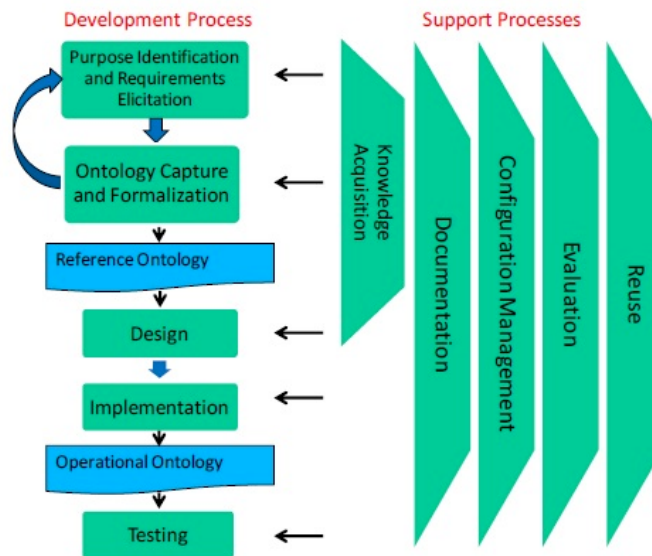 Development Process
Support Processes
Purpose Identification
and Requirements
Elicitation
Ontology Capture
and Formalization
Reference Ontology
Design
Implementation
Operational Ontology
Testing
Knowledge
Acquisition
Documentation
Configuration Management
Evaluation
Reuse